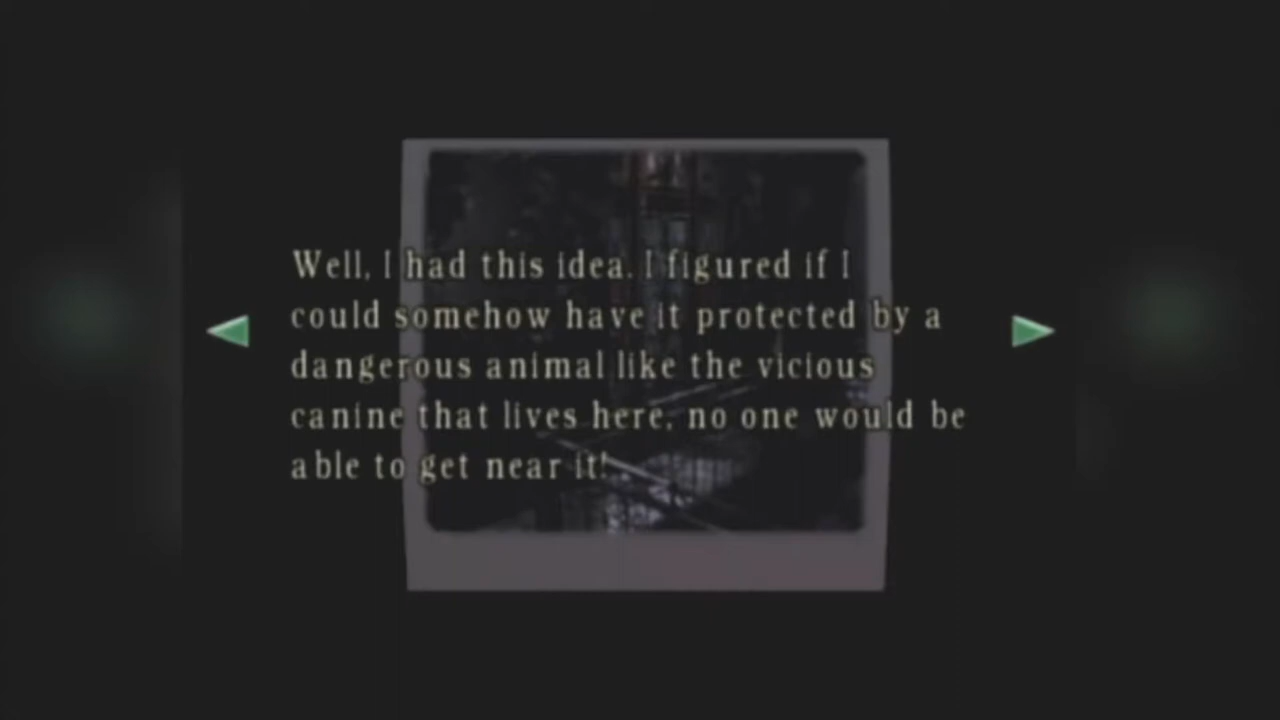 Well, I had this idea. I figured if I
could somehow have it protected by a
dangerous animal like the vicious
canine that lives here, no one would be
able to get near it!